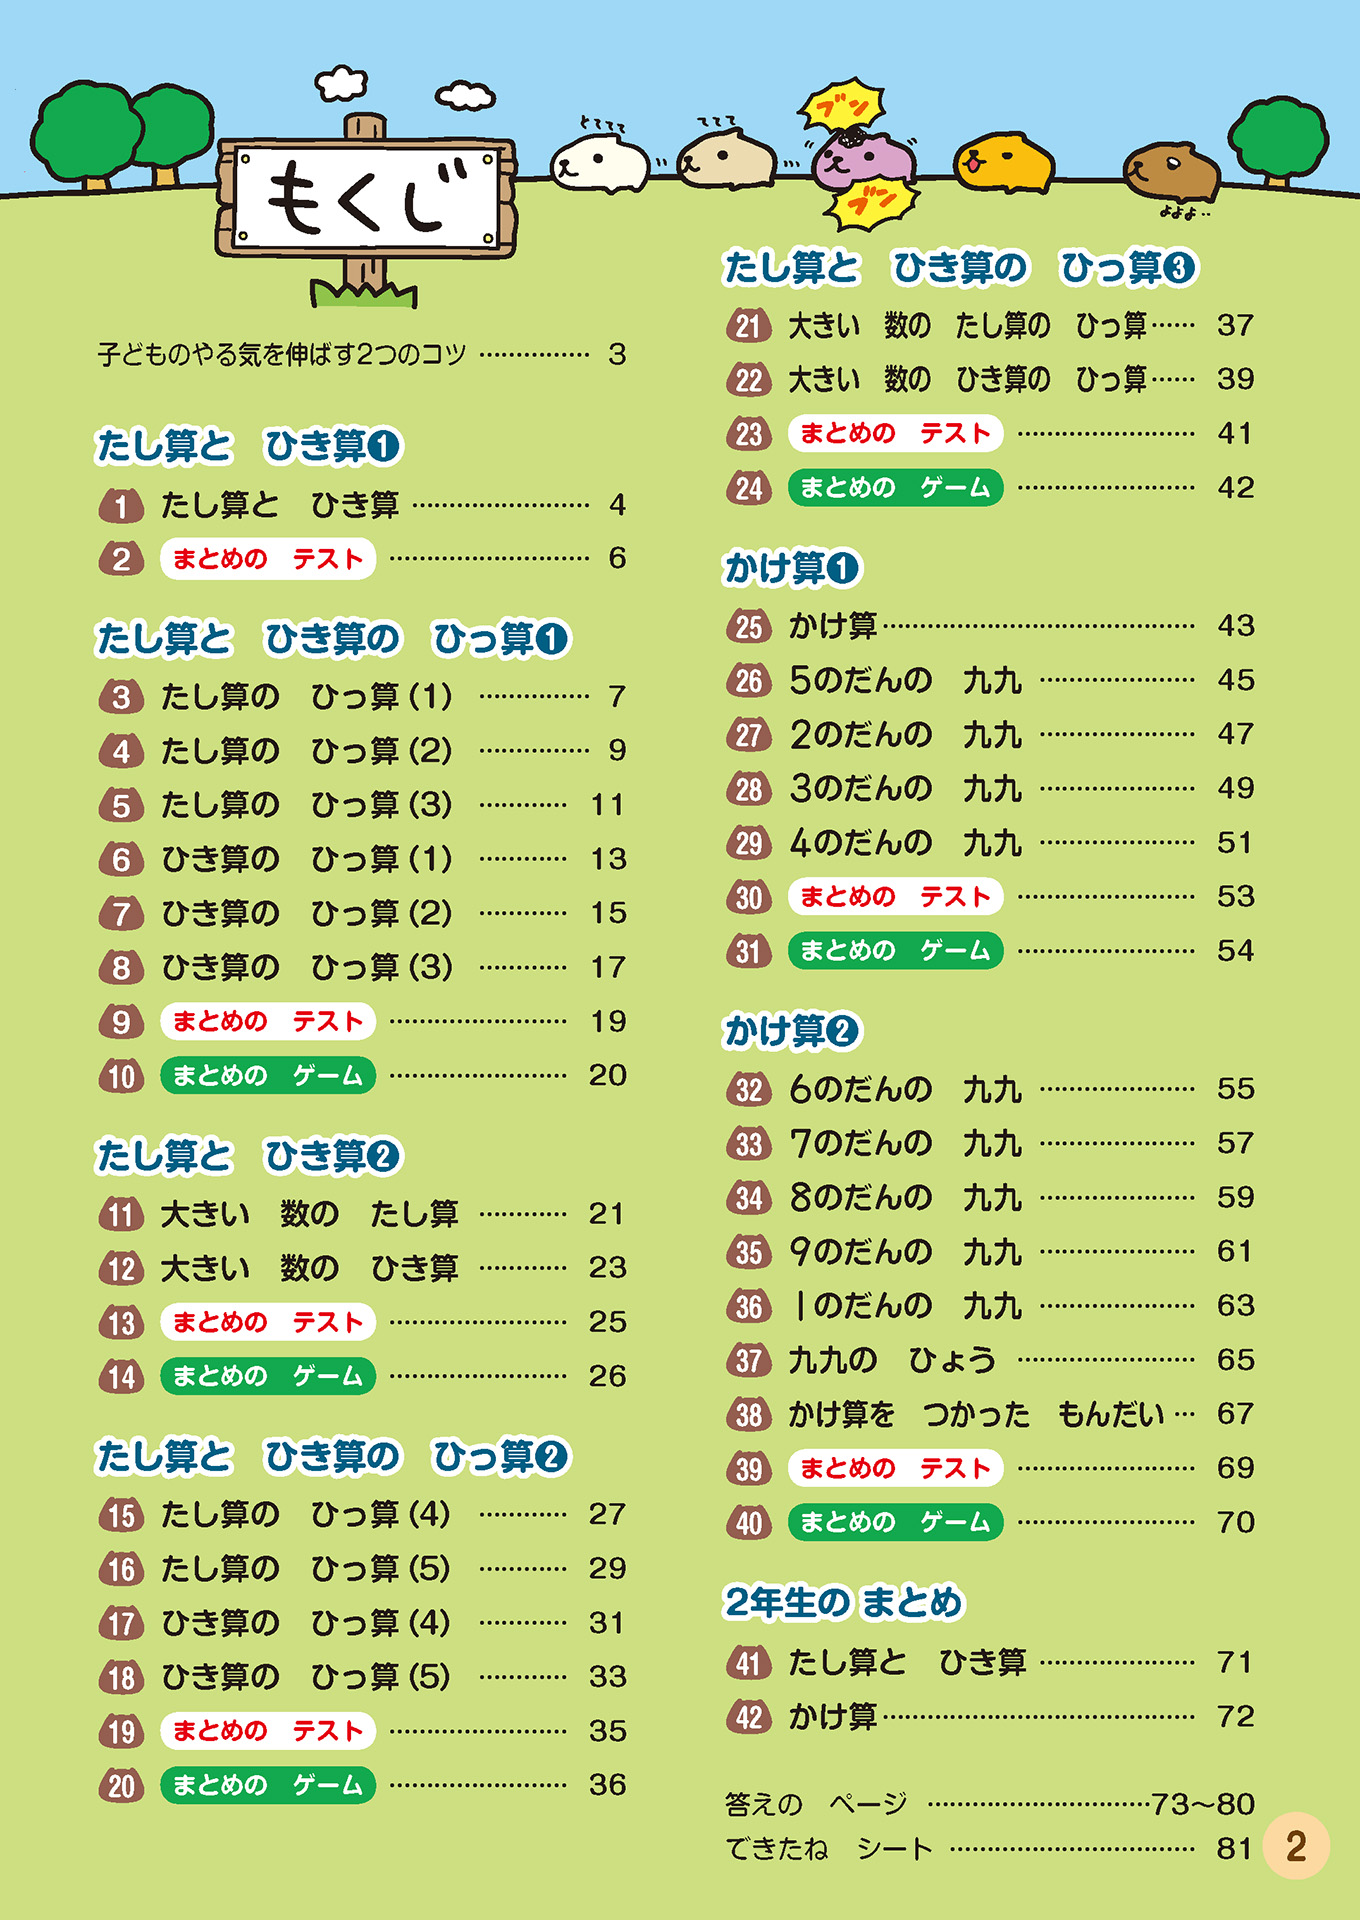 もくじ
とててて
ててて
ブン
ブン
よよよ‥
子どものやる気を伸ばす2つのコツ …………… 3
たし算と　ひき算❶
1 たし算と　ひき算 …………………… 4
2 まとめの　テスト ……………………… 6
たし算と　ひき算の　ひっ算❶
3 たし算の　ひっ算(1) …………… 7
4 たし算の　ひっ算(2) …………… 9
5 たし算の　ひっ算(3) ………… 11
6 ひき算の　ひっ算(1) ………… 13
7 ひき算の　ひっ算(2) ………… 15
8 ひき算の　ひっ算(3) ………… 17
9 まとめの　テスト …………………… 19
10 まとめの　ゲーム …………………… 20
たし算と　ひき算❷
11 大きい　数の　たし算 ………… 21
12 大きい　数の　ひき算 ………… 23
13 まとめの　テスト …………………… 25
14 まとめの　ゲーム …………………… 26
たし算と　ひき算の　ひっ算❷
15 たし算の　ひっ算(4) ………… 27
16 たし算の　ひっ算(5) ………… 29
17 ひき算の　ひっ算(4) ………… 31
18 ひき算の　ひっ算(5) ………… 33
19 まとめの　テスト …………………… 35
20 まとめの　ゲーム …………………… 36
たし算と　ひき算の　ひっ算❸
21 大きい　数の　たし算の　ひっ算…… 37
22 大きい　数の　ひき算の　ひっ算…… 39
23 まとめの　テスト …………………… 41
24 まとめの　ゲーム …………………… 42
かけ算❶
25 かけ算…………………………………… 43
26 5のだんの　九九 ………………… 45
27 2のだんの　九九 ………………… 47
28 3のだんの　九九 ………………… 49
29 4のだんの　九九 ………………… 51
30 まとめの　テスト …………………… 53
31 まとめの　ゲーム …………………… 54
かけ算❷
32 6のだんの　九九 ………………… 55
33 7のだんの　九九 ………………… 57
34 8のだんの　九九 ………………… 59
35 9のだんの　九九 ………………… 61
36 1のだんの　九九 ………………… 63
37 九九の　ひょう …………………… 65
38 かけ算を　つかった　もんだい … 67
39 まとめの　テスト …………………… 69
40 まとめの　ゲーム …………………… 70
2年生の まとめ
41 たし算と　ひき算 ………………… 71
42 かけ算…………………………………… 72
答えの　ページ …………………………73～80
できたね　シート …………………………… 81
2